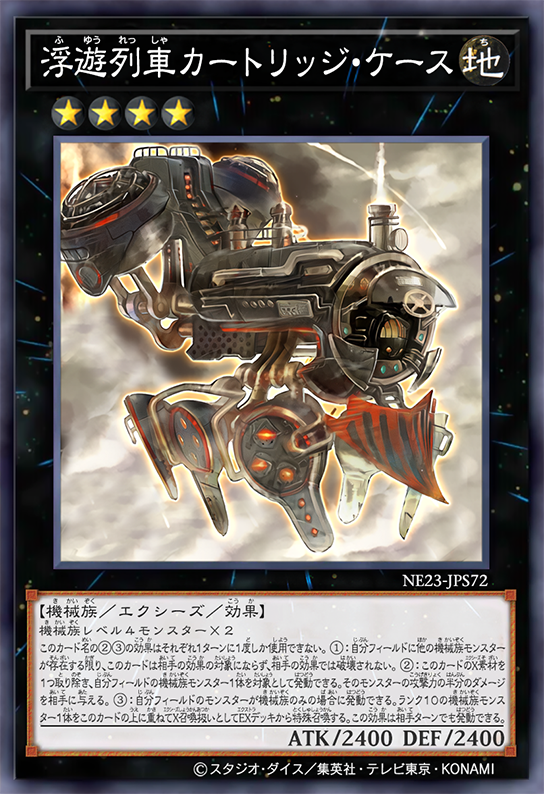 浮遊列車カートリッジ・ケース 地
NE23-JPS72
【機械族/エクシーズ/効果】
機械族レベル4モンスター×2
このカード名の②③の効果はそれぞれ1ターンに1度しか使用できない。①:自分フィールドに他の機械族モンスター
が存在する限り、このカードは相手の効果の対象にならず、相手の効果では破壊されない。②:このカードのX素材を
1つ取り除き、自分フィールドの機械族モンスター1体を対象として発動できる。そのモンスターの攻撃力の半分のダメージ
を相手に与える。③:自分フィールドのモンスターが機械族のみの場合に発動できる。ランク10の機械族モンス
ター1体をこのカードの上に重ねてX召喚扱いとしてEXデッキから特殊召喚する。この効果は相手ターンでも発動できる。
ATK/2400 DEF/2400
©スタジオ・ダイス/集英社・テレビ東京・KONAMI